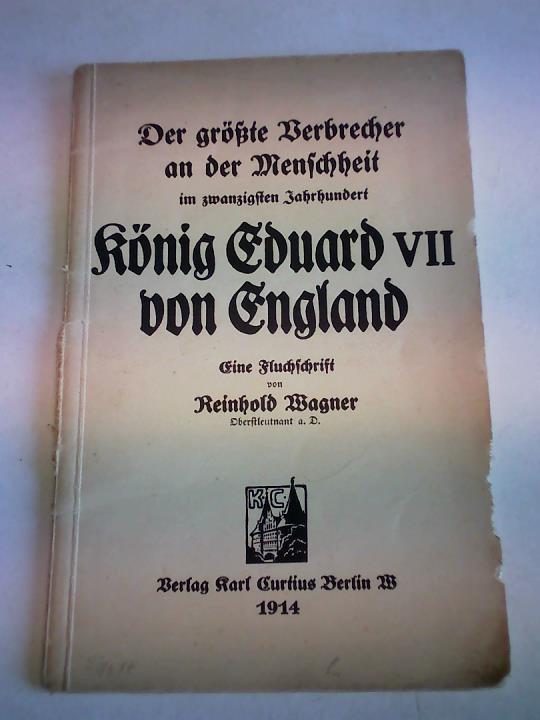 Der größte Verbrecher
an der Menschheit
im zwanzigsten Jahrhundert
König Eduard VII
von England
Eine Fluchschrift
von
Reinhold Wagner
Oberstleutnant a. D.
K. C.
Verlag Karl Curtius Berlin W
1914